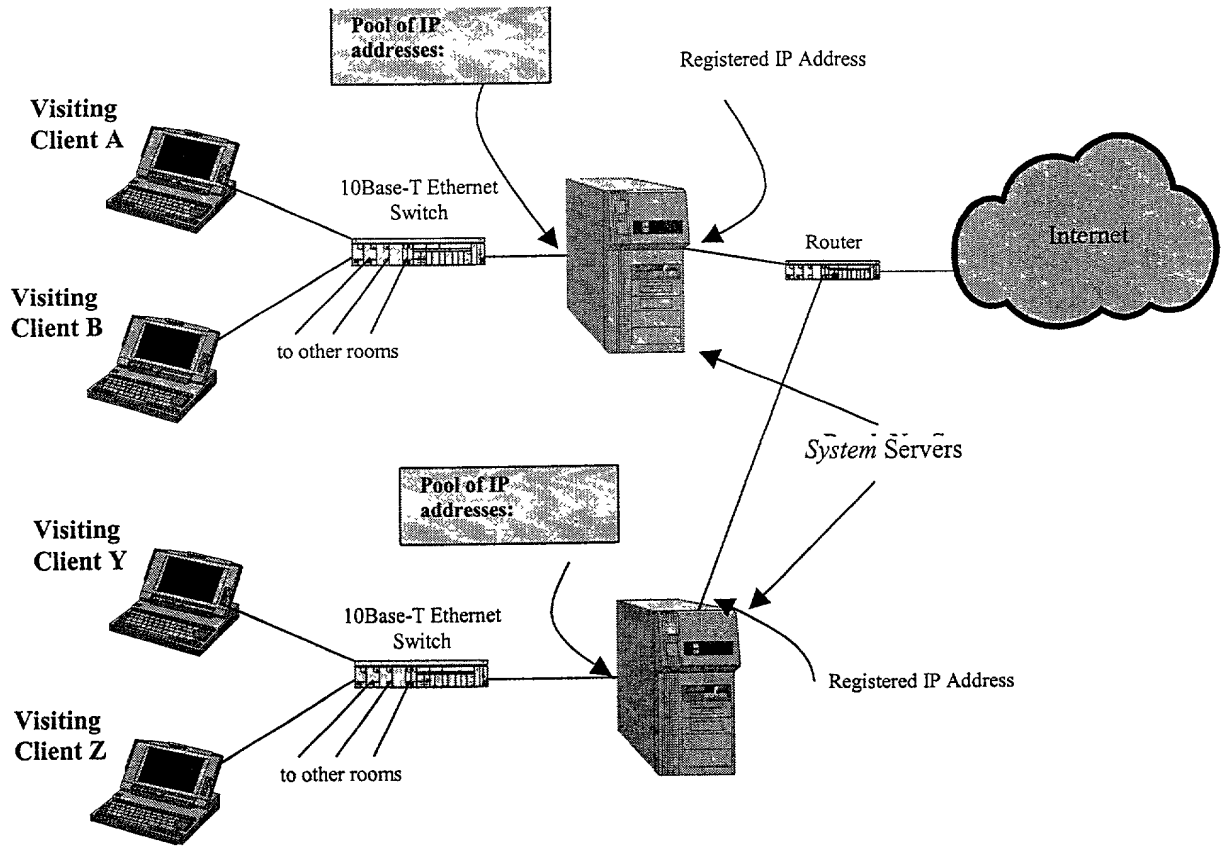 Pool of IP
addresses:
Registered IP Address
Visiting
Client A
10Base-T Ethernet
Switch
Router
Internet
Visiting
Client B
to other rooms
System Servers
Pool of IP
addresses:
Visiting
Client Y
10Base-T Ethernet
Switch
Registered IP Address
Visiting
Client Z
to other rooms